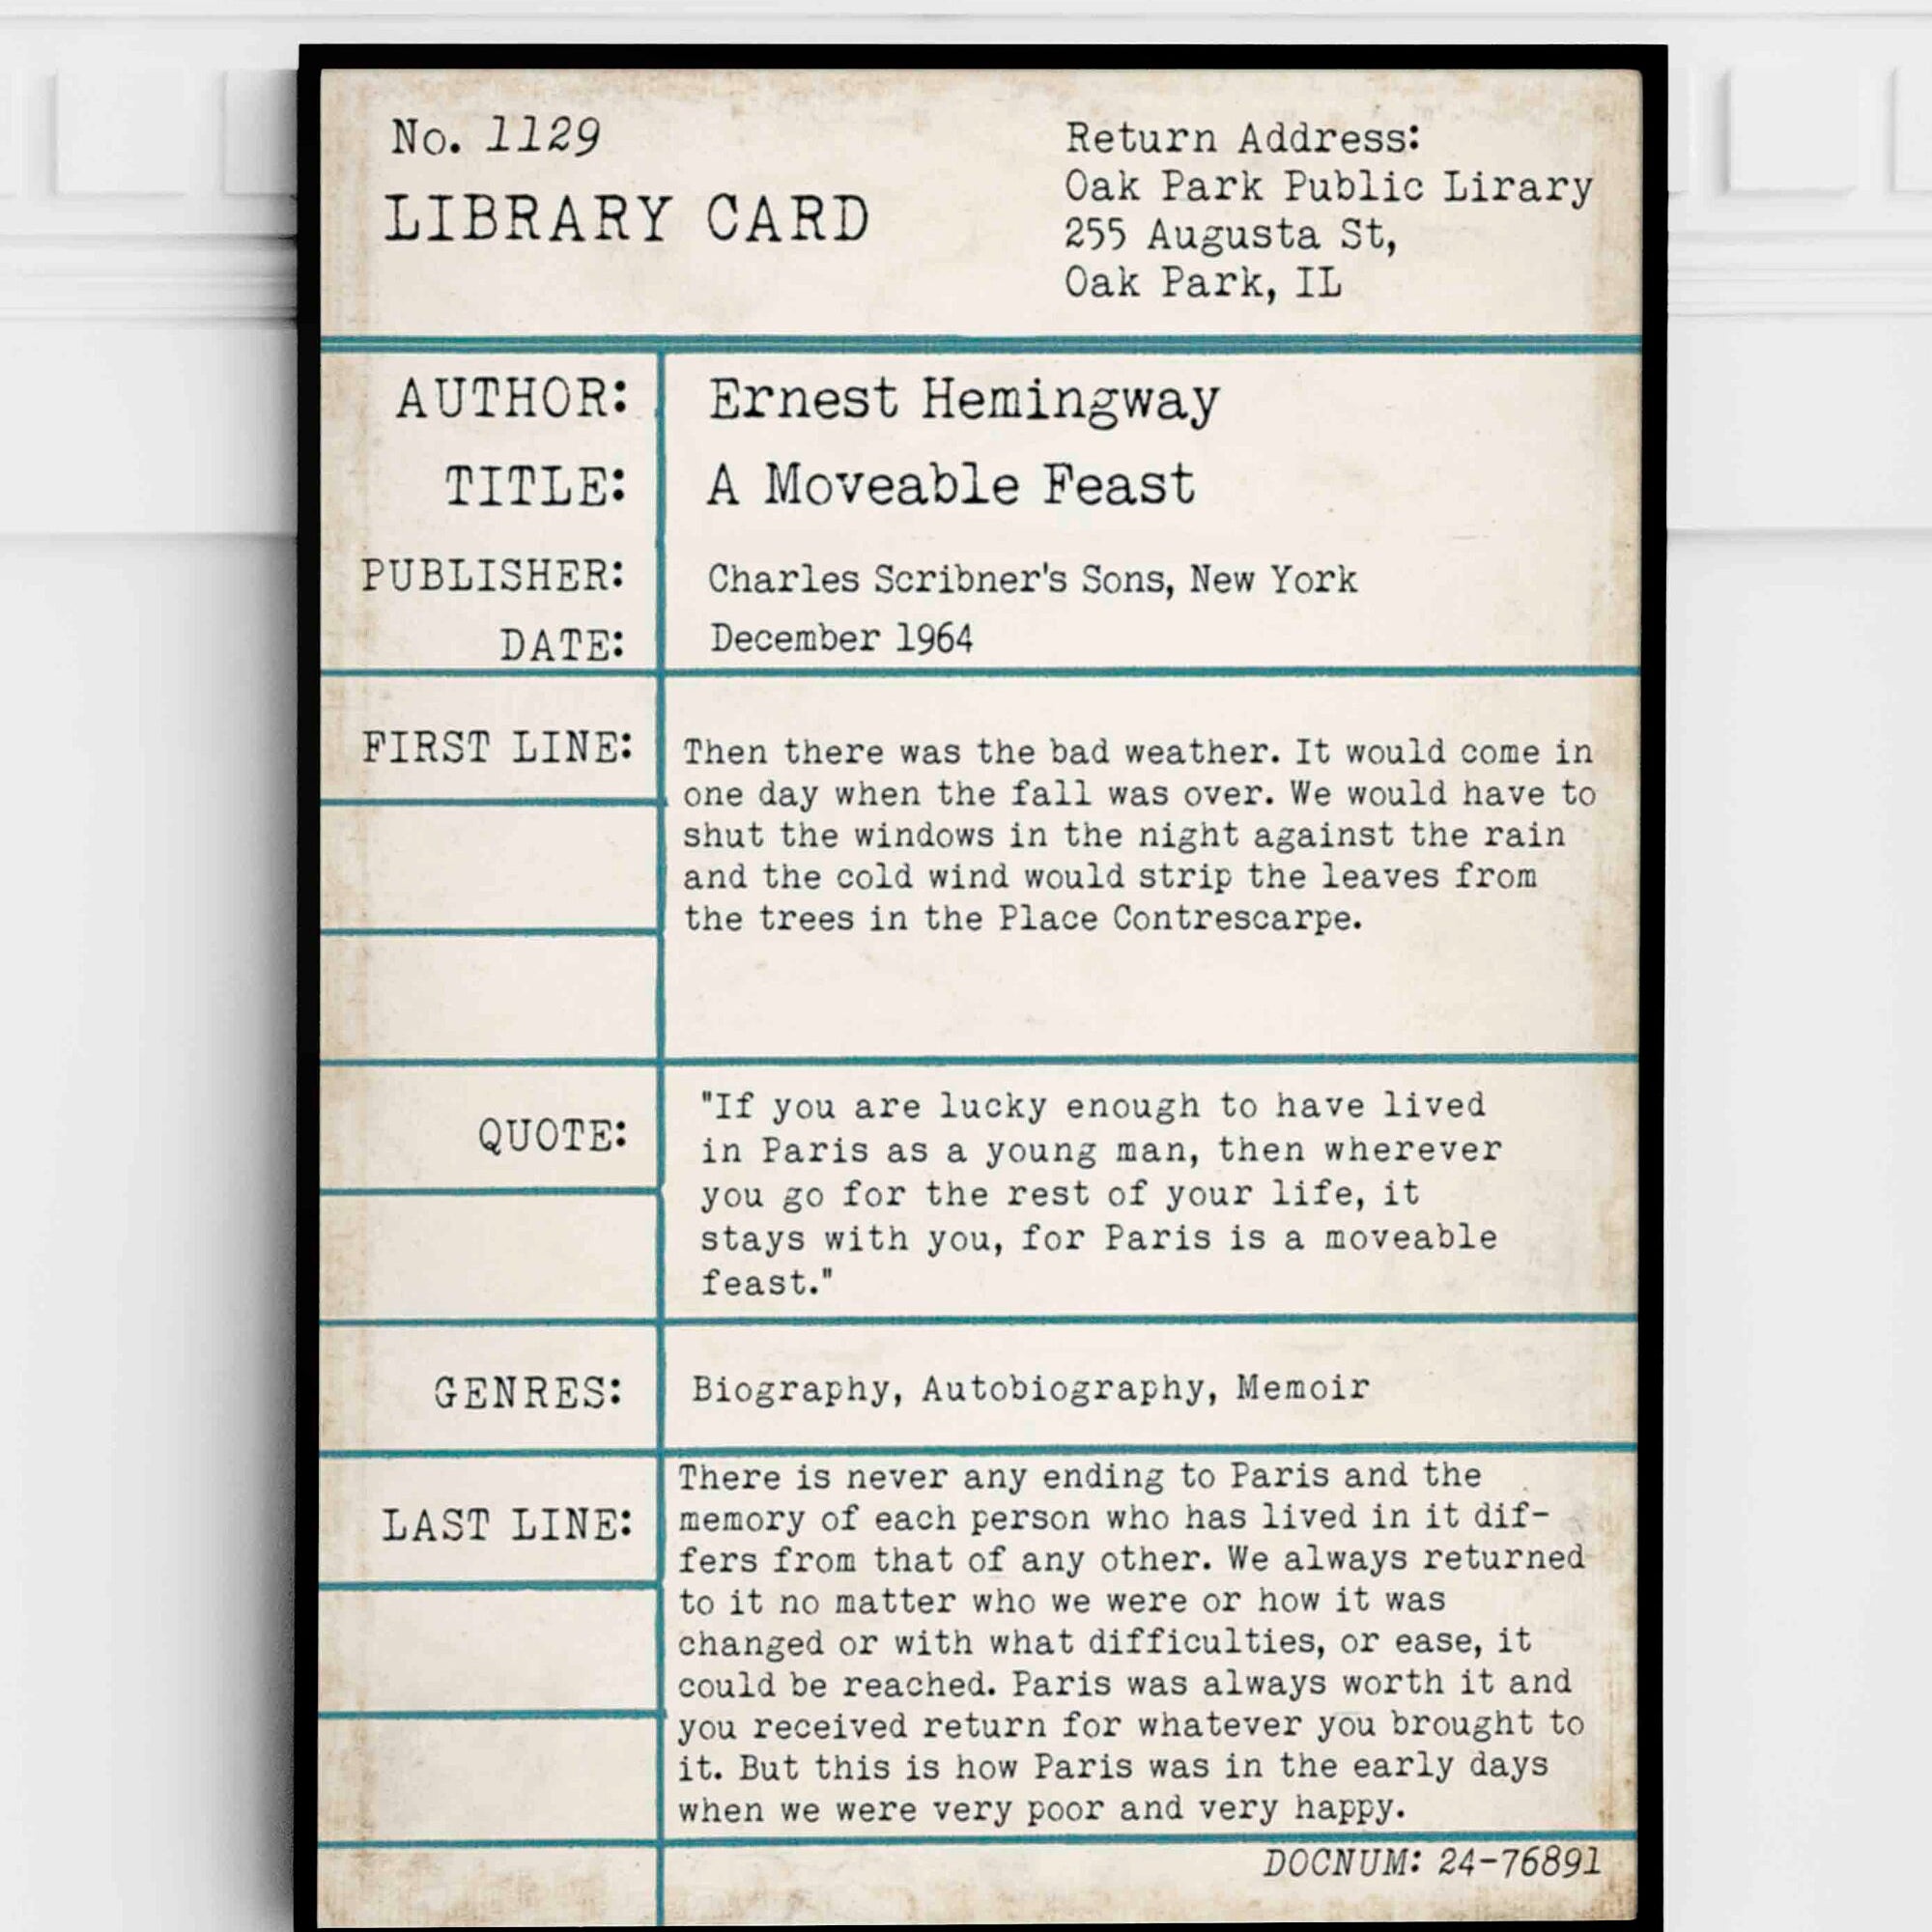 No. 1129
LIBRARY CARD
Return Address:
Oak Park Public Lirary
255 Augusta St,
Oak Park, IL
AUTHOR: Ernest Hemingway
TITLE: A Moveable Feast
PUBLISHER: Charles Scribner's Sons, New York
DATE: December 1964
FIRST LINE: Then there was the bad weather. It would come in
one day when the fall was over. We would have to
shut the windows in the night against the rain
and the cold wind would strip the leaves from
the trees in the Place Contrescarpe.
QUOTE: "If you are lucky enough to have lived
in Paris as a young man, then wherever
you go for the rest of your life, it
stays with you, for Paris is a moveable
feast."
GENRES: Biography, Autobiography, Memoir
LAST LINE: There is never any ending to Paris and the
memory of each person who has lived in it dif-
fers from that of any other. We always returned
to it no matter who we were or how it was
changed or with what difficulties, or ease, it
could be reached. Paris was always worth it and
you received return for whatever you brought to
it. But this is how Paris was in the early days
when we were very poor and very happy.
DOCNUM: 24-76891